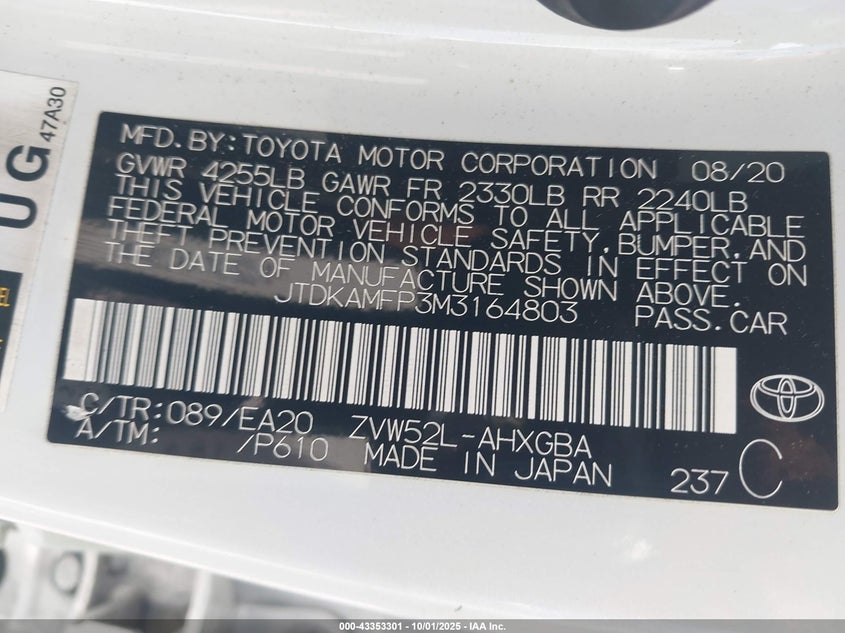 UG
47A30
MFD.BY:TOYOTA MOTOR CORPORATION 08/20
GVWR 4255LB GAWR FR 2330LB RR 2240LB
THIS VEHICLE CONFORMS TO ALL APPLICABLE
FEDERAL MOTOR VEHICLE SAFETY,BUMPER,AND
THEFT PREVENTION STANDARDS IN EFFECT ON
THE DATE OF MANUFACTURE SHOWN ABOVE.
JTDKAMFP3M3164803 PASS.CAR
C/TR:089/EA20 ZVW52L-AHXGBA
A/TM: /P610 MADE IN JAPAN 237 C
000-43353301 - 10/01/2025 - IAA Inc.